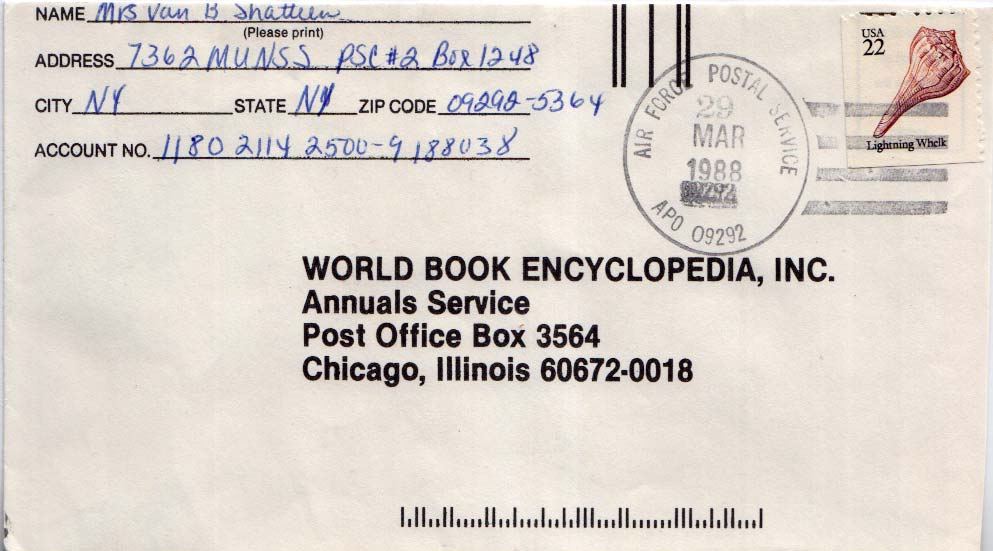 NAME Mrs Van B Shatteen
(Please print)
ADDRESS 7362 MUNSS PSC #2 Box 1248
CITY NY STATE NY ZIP CODE 09292-5364
ACCOUNT NO. 1180 2114 2500-9 188038
AIR FORCE POSTAL SERVICE
29
MAR
1988
09292
APO 09292
USA
22
Lightning Whelk
WORLD BOOK ENCYCLOPEDIA, INC.
Annuals Service
Post Office Box 3564
Chicago, Illinois 60672-0018